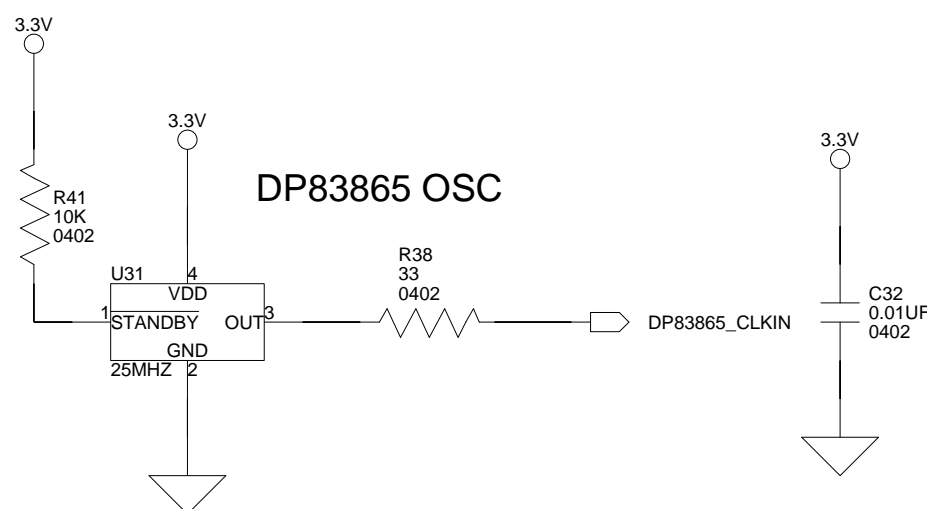 3.3V
3.3V
3.3V
DP83865 OSC
R41
10K
0402
R38
33
0402
U31
4
VDD
1
STANDBY
OUT
3
GND
25MHZ
2
DP83865_CLKIN
C32
0.01UF
0402